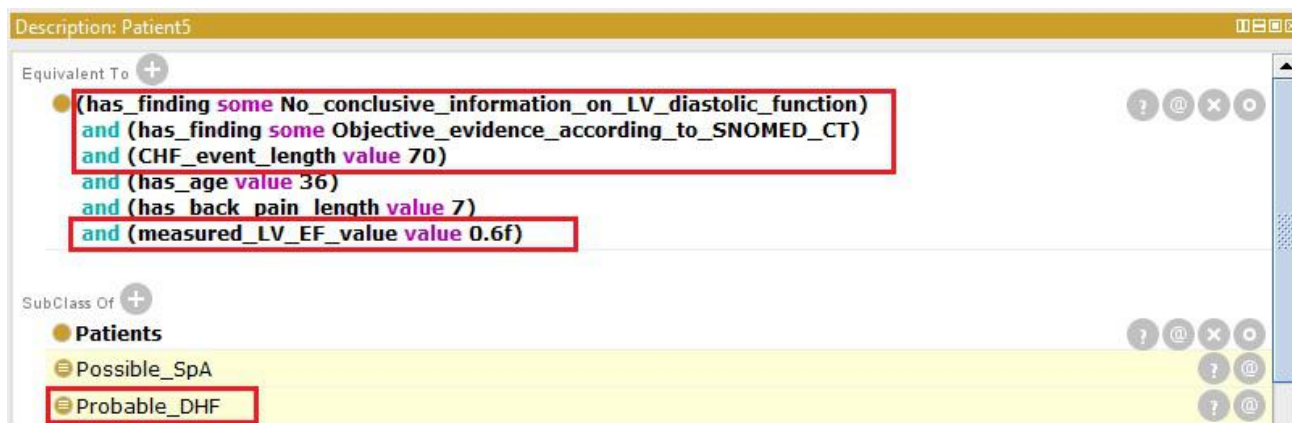 Description: Patient5
Equivalent To
(has_finding some No_conclusive_information_on_LV_diastolic_function)
and (has_finding some Objective_evidence_according_to_SNOMED_CT)
and (CHF_event_length value 70)
and (has_age value 36)
and (has_back_pain_length value 7)
and (measured_LV_EF_value value 0.6f)
SubClass Of
Patients
Possible_SpA
Probable_DHF